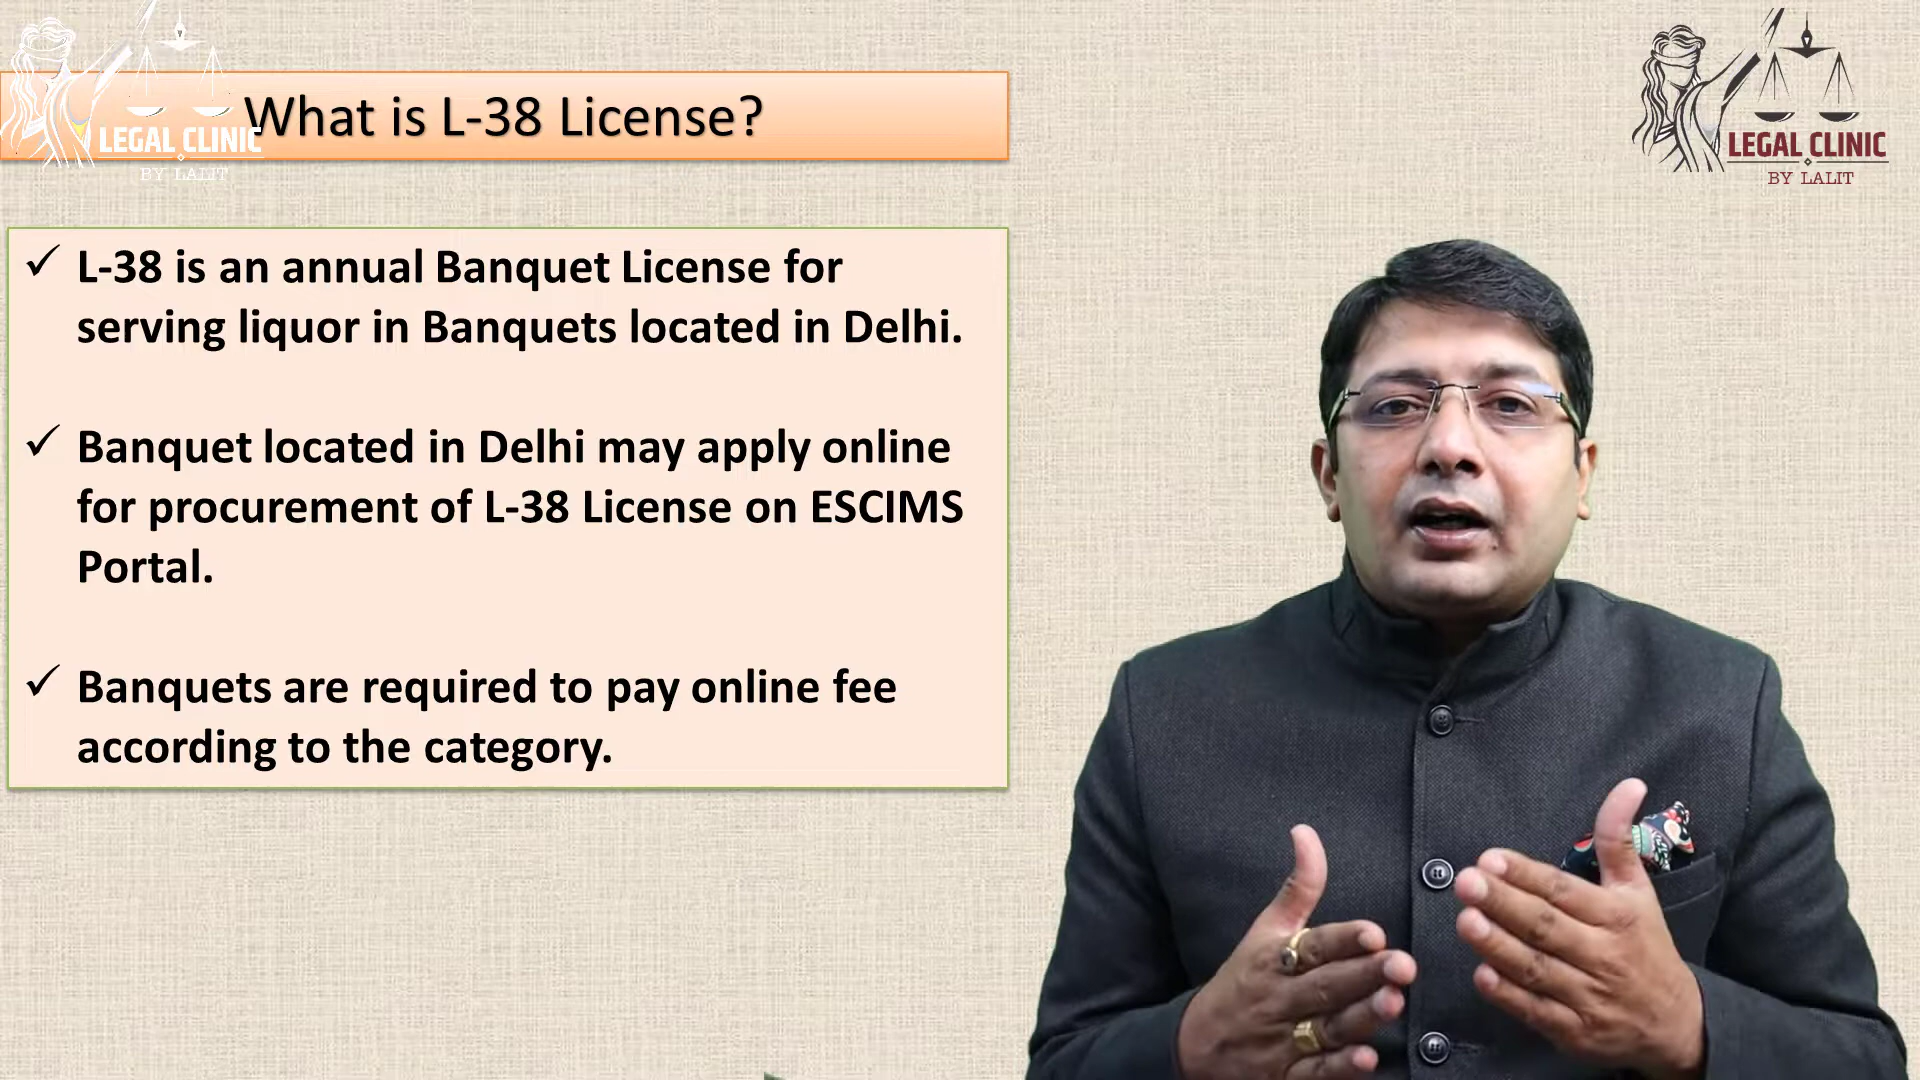 LEGAL CLINIC
BY LALIT
What is L-38 License?
LEGAL CLINIC
BY LALIT
✓ L-38 is an annual Banquet License for
serving liquor in Banquets located in Delhi.
✓ Banquet located in Delhi may apply online
for procurement of L-38 License on ESCIMS
Portal.
✓ Banquets are required to pay online fee
according to the category.